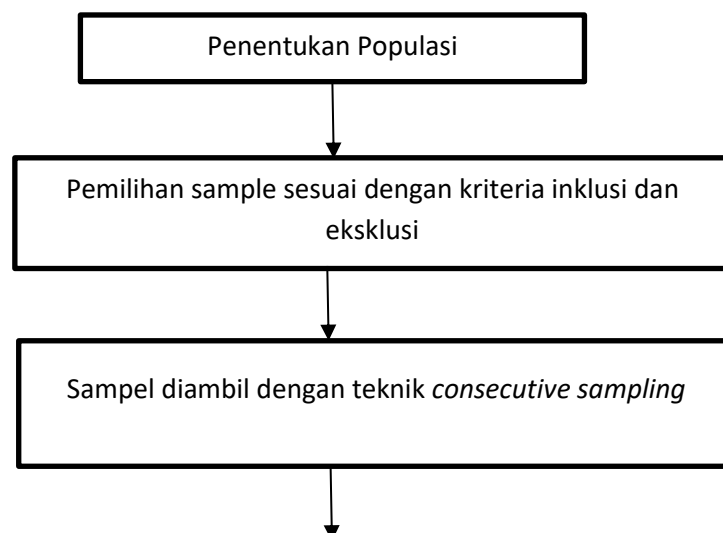 Penentukan Populasi
Pemilihan sample sesuai dengan kriteria inklusi dan
eksklusi
Sampel diambil dengan teknik consecutive sampling